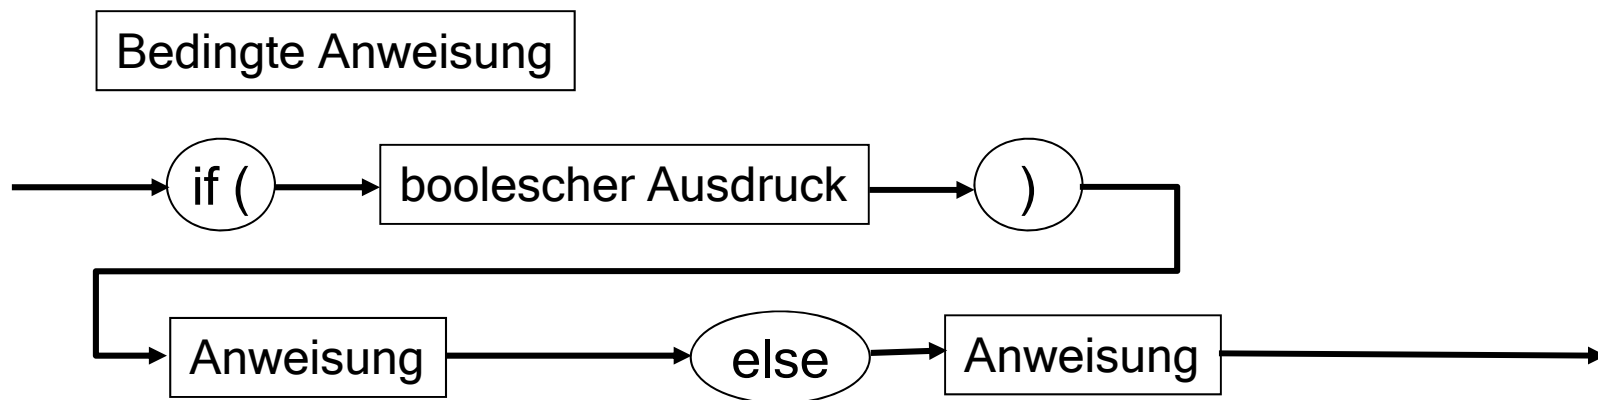 Bedingte Anweisung
if ( boolescher Ausdruck )
Anweisung else Anweisung